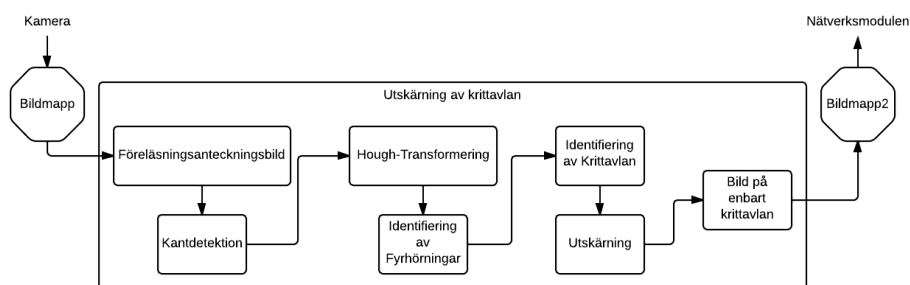 Kamera
Nätverksmodulen
Bildmapp
Bildmapp2
Utskärning av krittavlan
Föreläsningsanteckningsbild
Hough-Transformering
Identifiering
av Krittavlan
Bild på
enbart
krittavlan
Kantdetektion
Identifiering
av
Fyrhörningar
Utskärning